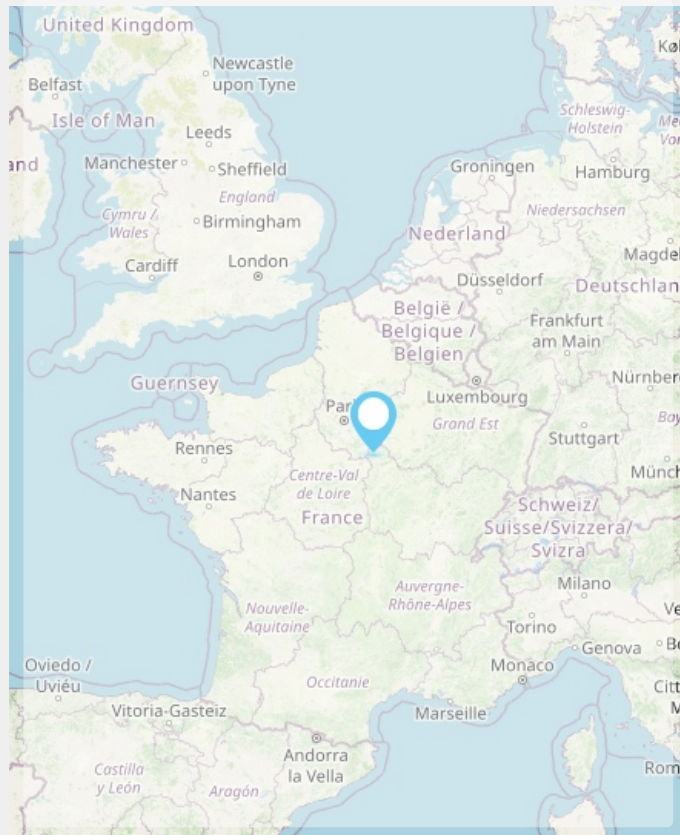 United Kingdom
Newcastle
upon Tyne
Belfast
Isle of Man
Leeds
Manchester
Sheffield
England
Cymru /
Wales
Birmingham
Cardiff
London
Schleswig-
Holstein
Groningen
Hamburg
Niedersachsen
Nederland
Düsseldorf
Deutschlan
België /
Belgique /
Belgien
Frankfurt
am Main
Guernsey
Luxembourg
Nürnber
Par
Grand Est
Stuttgart
Rennes
Centre-Val
de Loire
Nantes
France
Schweiz/
Suisse/Svizzera/
Svizra
Auvergne-
Rhône-Alpes
Milano
Nouvelle-
Aquitaine
Torino
Genova
Oviedo /
Uviéu
Occitanie
Monaco
Vitoria-Gasteiz
Marseille
Andorra
la Vella
Castilla
y León
Aragón